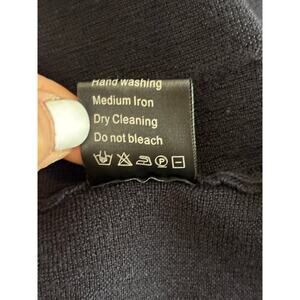 Hand washing
Medium Iron
Dry Cleaning
Do not bleach